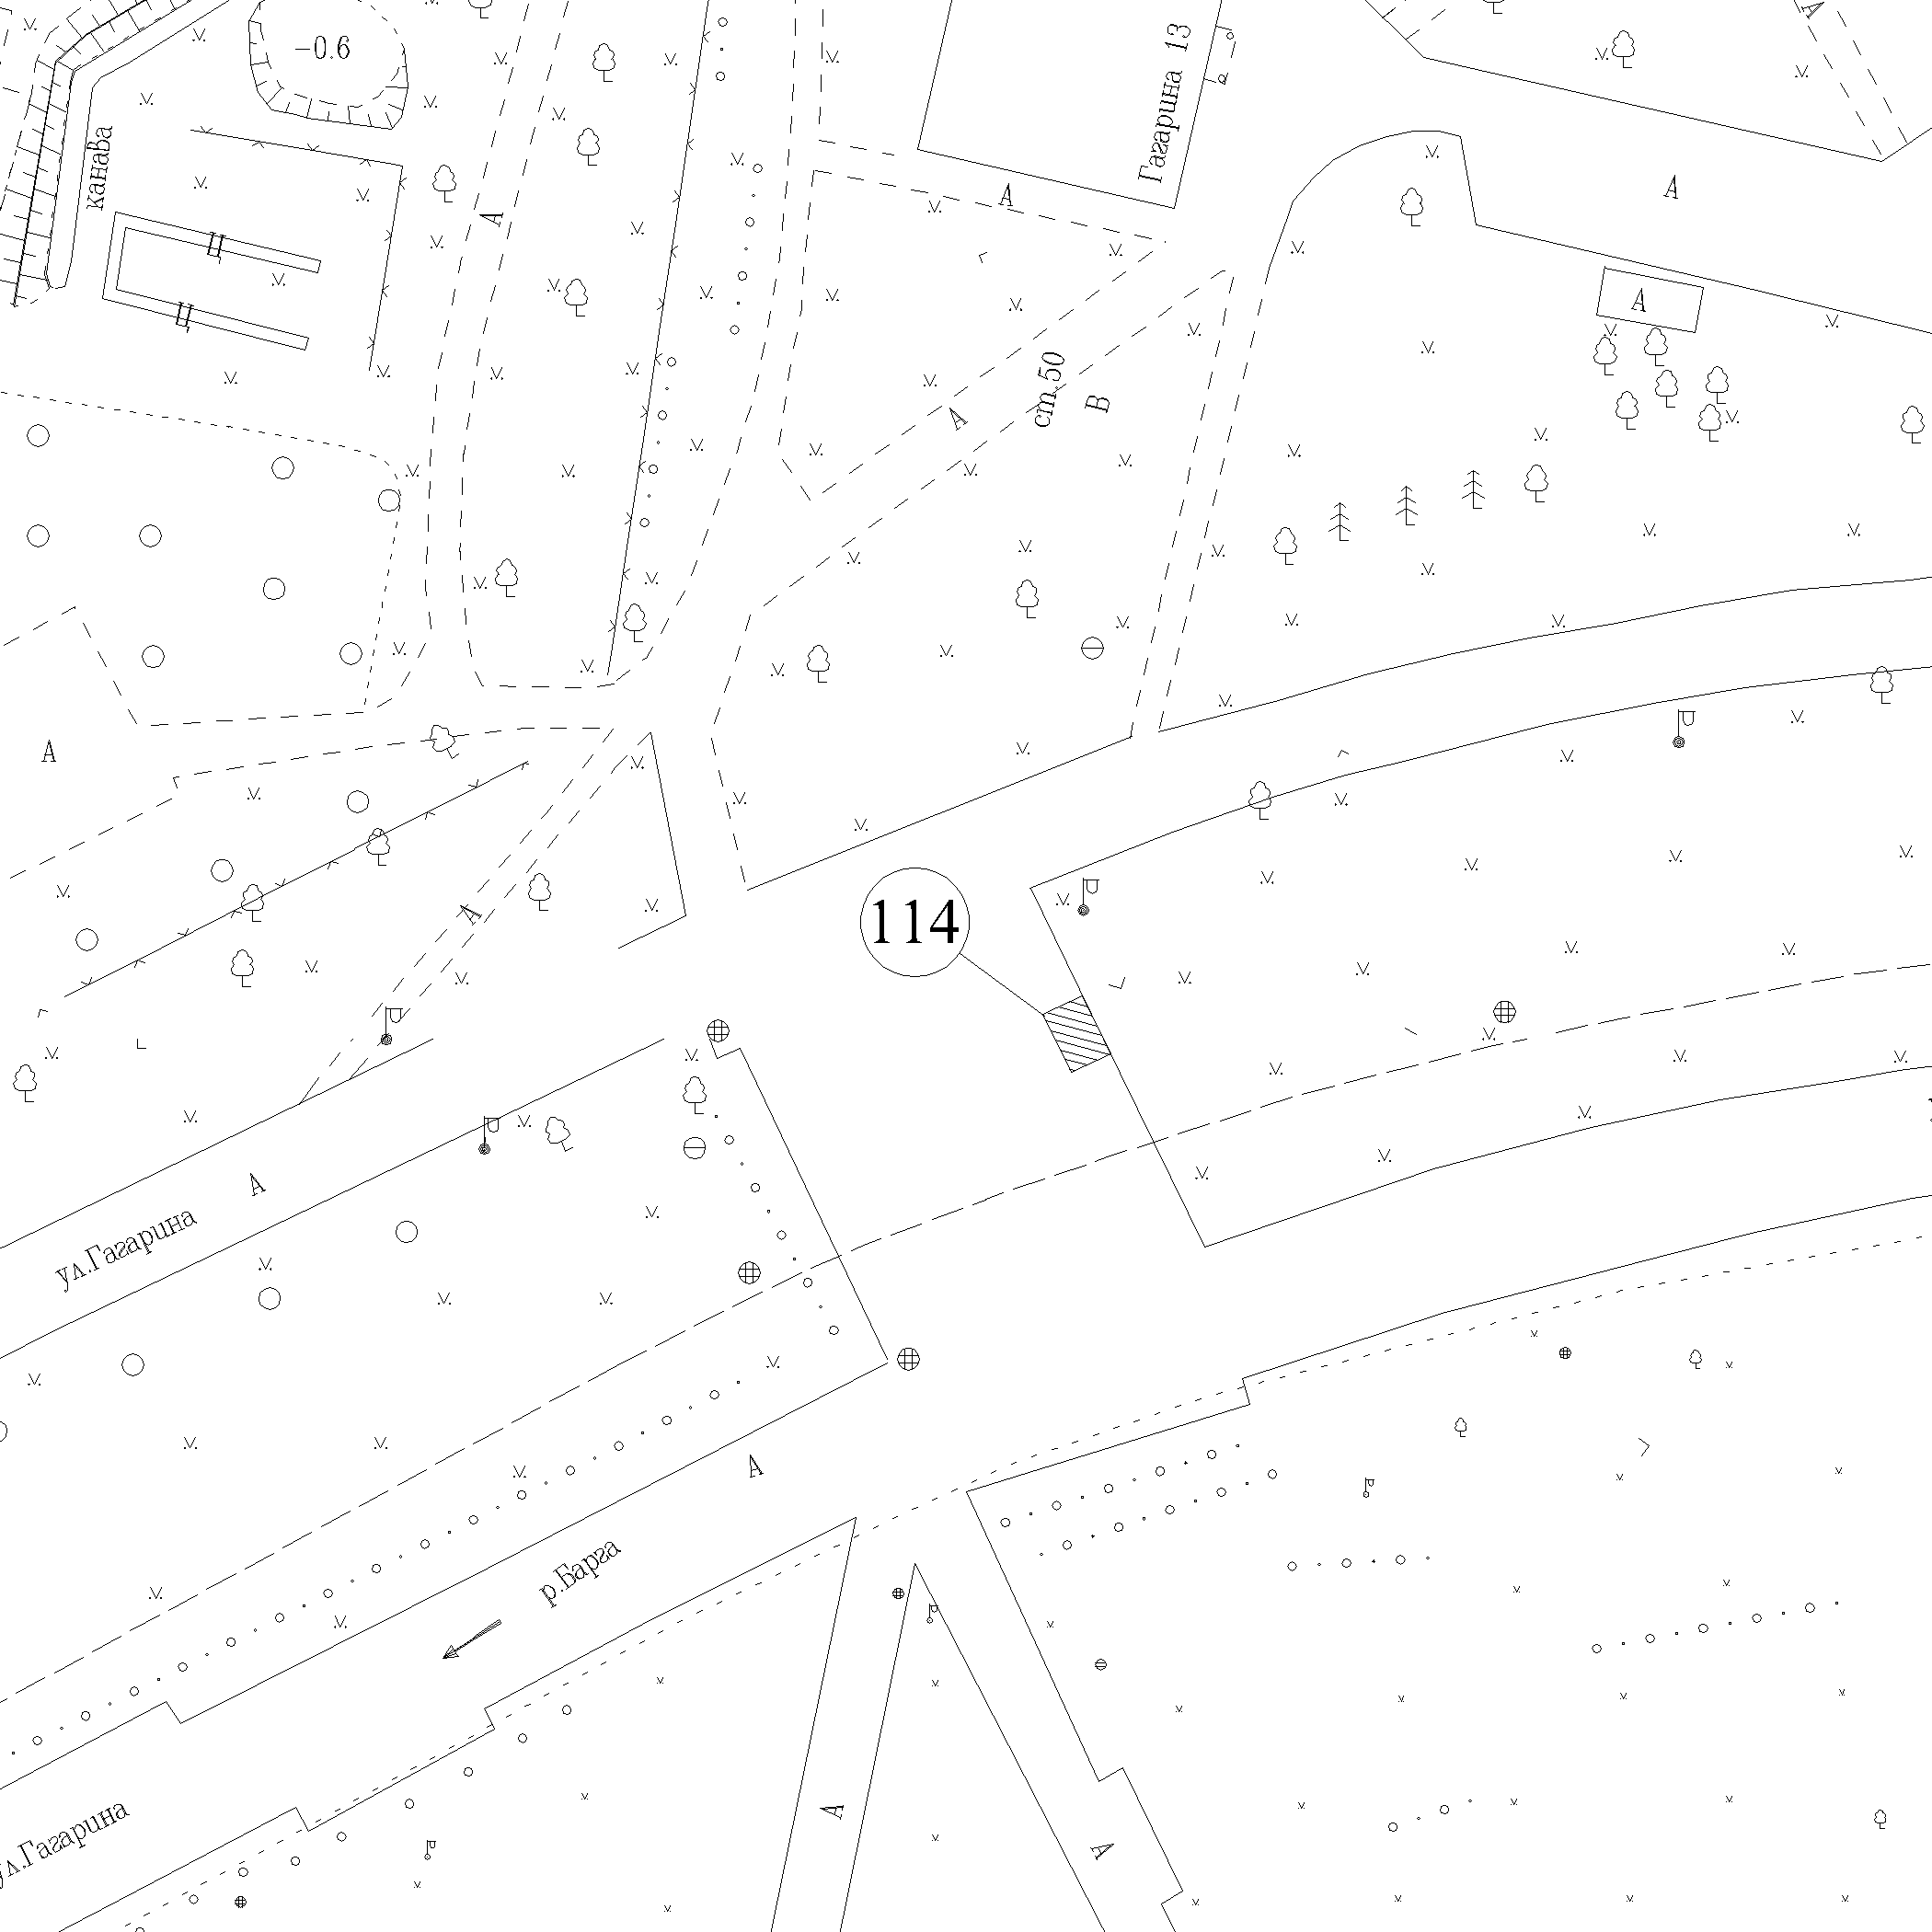 -0.6
Гагарина 13
А
канава
А
А
А
А
Ц
Ц
ст.50
В
А
А
114
А
А
ул.Гагарина
А
р.Барга
ул.Гагарина
А
А